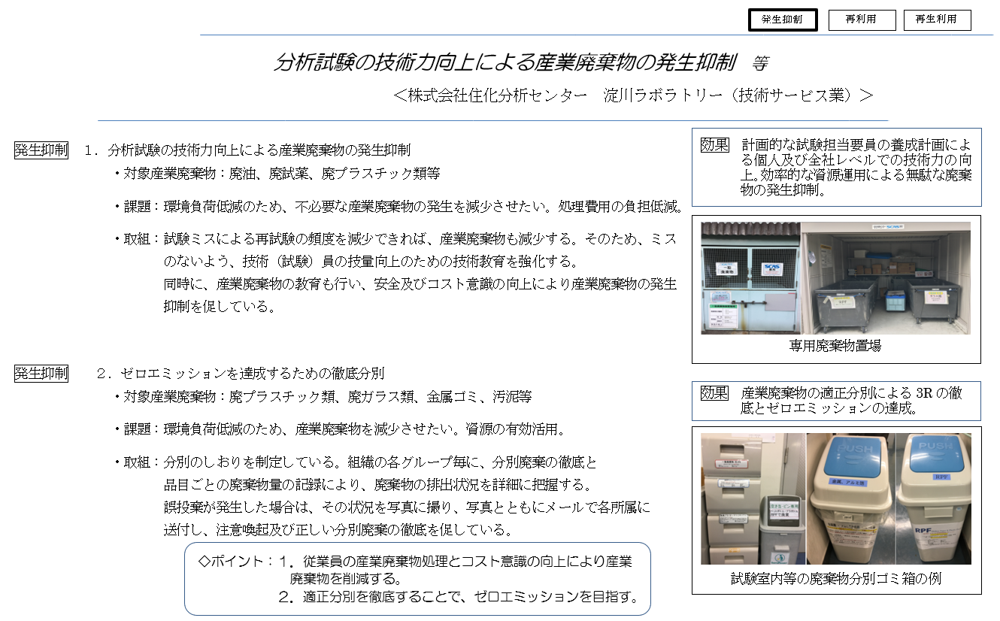 発生抑制 再利用 再生利用
分析試験の技術力向上による産業廃棄物の発生抑制 等
＜株式会社住化分析センター 淀川ラボラトリー（技術サービス業）＞
発生抑制 １．分析試験の技術力向上による産業廃棄物の発生抑制
・対象産業廃棄物：廃油、廃試薬、廃プラスチック類等
・課題：環境負荷低減のため、不必要な産業廃棄物の発生を減少させたい。処理費用の負担低減。
・取組：試験ミスによる再試験の頻度を減少できれば、産業廃棄物も減少する。そのため、ミス
のないよう、技術（試験）員の技量向上のための技術教育を強化する。
同時に、産業廃棄物の教育も行い、安全及びコスト意識の向上により産業廃棄物の発生
抑制を促している。
効果 計画的な試験担当要員の養成計画によ
る個人及び全社レベルでの技術力の向
上。効率的な資源運用による無駄な廃棄
物の発生抑制。
一般
廃棄物
SCAS
RPF
専用廃棄物置場
発生抑制 ２．ゼロエミッションを達成するための徹底分別
・対象産業廃棄物：廃プラスチック類、廃ガラス類、金属ゴミ、汚泥等
・課題：環境負荷低減のため、産業廃棄物を減少させたい。資源の有効活用。
・取組：分別のしおりを制定している。組織の各グループ毎に、分別廃棄の徹底と
品目ごとの廃棄物量の記録により、廃棄物の排出状況を詳細に把握する。
誤投棄が発生した場合は、その状況を写真に撮り、写真とともにメールで各所属に
送付し、注意喚起及び正しい分別廃棄の徹底を促している。
◇ポイント：１．従業員の産業廃棄物処理とコスト意識の向上により産業
廃棄物を削減する。
２．適正分別を徹底することで、ゼロエミッションを目指す。
効果 産業廃棄物の適正分別による 3R の徹
底とゼロエミッションの達成。
PUSH
PUSH
RPF
RPF
試験室内等の廃棄物分別ゴミ箱の例